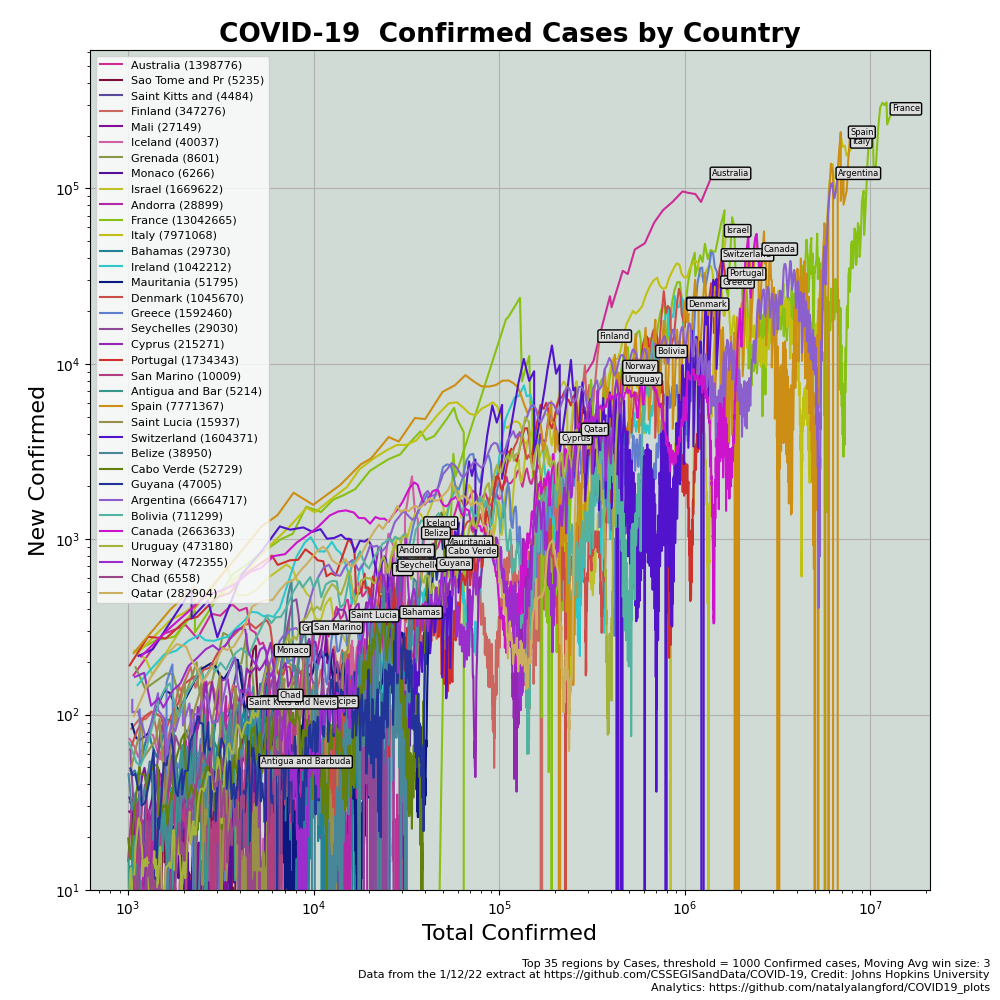 COVID-19  Confirmed Cases by Country
Australia (1398776)
Sao Tome and Pr (5235)
Saint Kitts and (4484)
Finland (347276)
Mali (27149)
Iceland (40037)
Grenada (8601)
Monaco (6266)
Israel (1669622)
Andorra (28899)
France (13042665)
Italy (7971068)
Bahamas (29730)
Ireland (1042212)
Mauritania (51795)
Denmark (1045670)
Greece (1592460)
Seychelles (29030)
Cyprus (215271)
Portugal (1734343)
San Marino (10009)
Antigua and Bar (5214)
Spain (7771367)
Saint Lucia (15937)
Switzerland (1604371)
Belize (38950)
Cabo Verde (52729)
Guyana (47005)
Argentina (6664717)
Bolivia (711299)
Canada (2663633)
Uruguay (473180)
Norway (472355)
Chad (6558)
Qatar (282904)
France
Spain
Italy
Australia
Argentina
Israel
Canada
Switzerland
Portugal
Greece
Denmark
Finland
Bolivia
Norway
Uruguay
Qatar
Cyprus
Iceland
Belize
Mauritania
Andorra
Cabo Verde
Seychelles
Guyana
Saint Lucia
Bahamas
San Marino
Monaco
Chad
Saint Kitts and Nevis
Antigua and Barbuda
New Confirmed
10⁵
10⁴
10³
10²
10¹
10³
10⁴
10⁵
10⁶
10⁷
Total Confirmed
Top 35 regions by Cases, threshold = 1000 Confirmed cases, Moving Avg win size: 3
Data from the 1/12/22 extract at https://github.com/CSSEGISandData/COVID-19, Credit: Johns Hopkins University
Analytics: https://github.com/natalyalangford/COVID19_plots